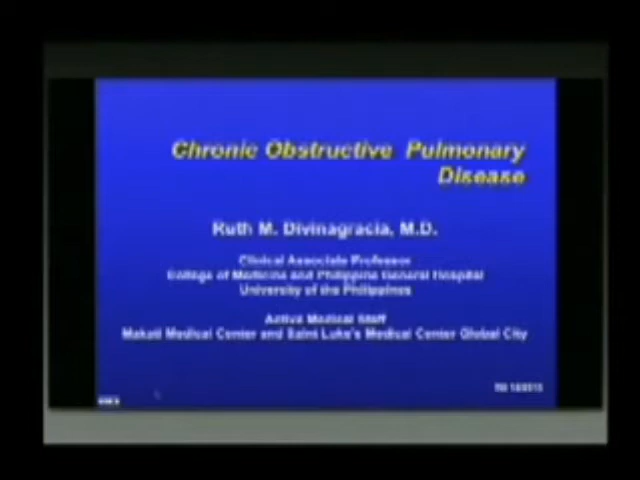 Chronic Obstructive Pulmonary
Disease
Ruth M. Divinagracia, M.D.
Clinical Associate Professor
College of Medicine and Philippine General Hospital
University of the Philippines
Active Medical Staff
Makati Medical Center and Saint Luke's Medical Center Global City